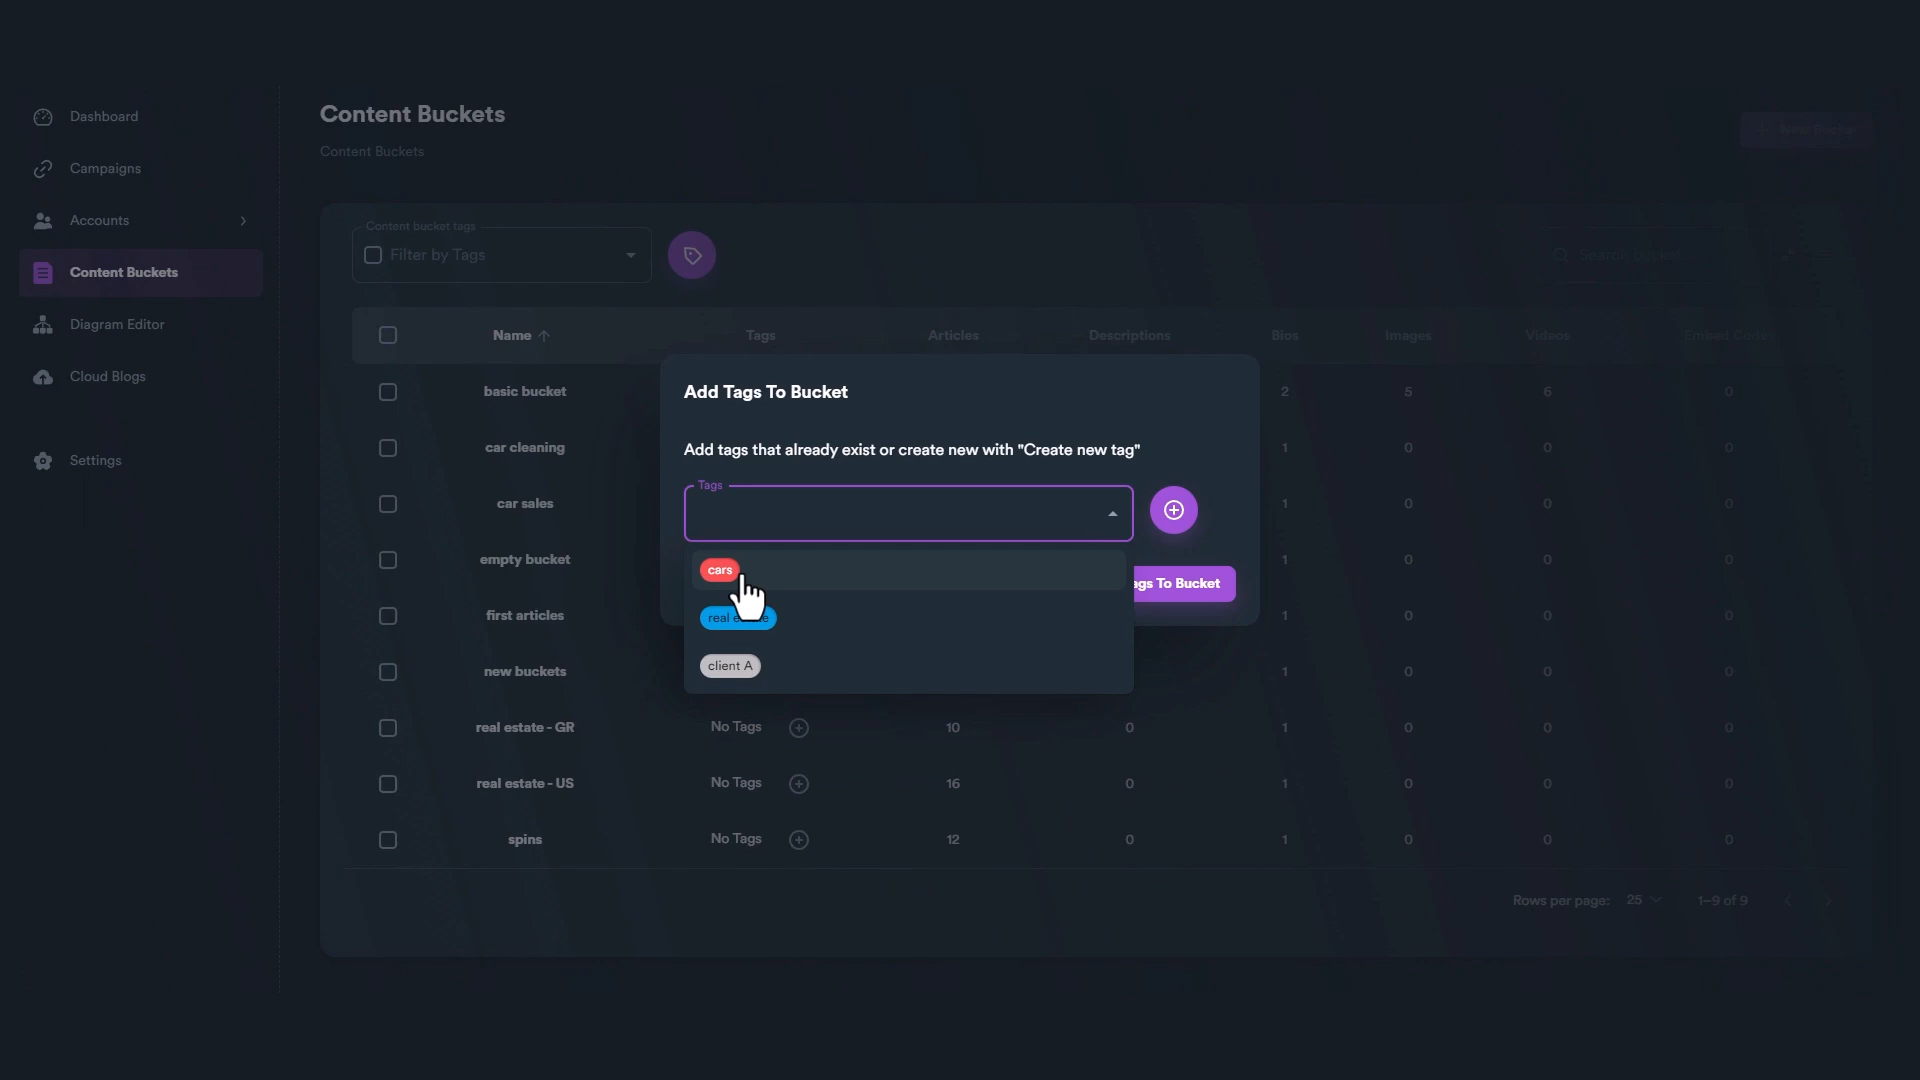 Dashboard
Campaigns
Accounts
Content Buckets
Diagram Editor
Cloud Blogs
Settings
Content Buckets
Content Buckets
Content bucket tags
Filter by Tags
Name Tags Articles Descriptions Bios Images Videos Embed Code
basic bucket 2 5 6 0
car cleaning 1 0 0 0
car sales 1 0 0 0
empty bucket 1 0 0 0
first articles 1 0 0 0
new buckets 1 0 0 0
real estate - GR No Tags 10 0 1 0 0 0
real estate - US No Tags 16 0 1 0 0 0
spins No Tags 12 0 1 0 0 0
Rows per page: 25 1–9 of 9
Add Tags To Bucket
Add tags that already exist or create new with "Create new tag"
Tags
cars
real
client A
To Bucket